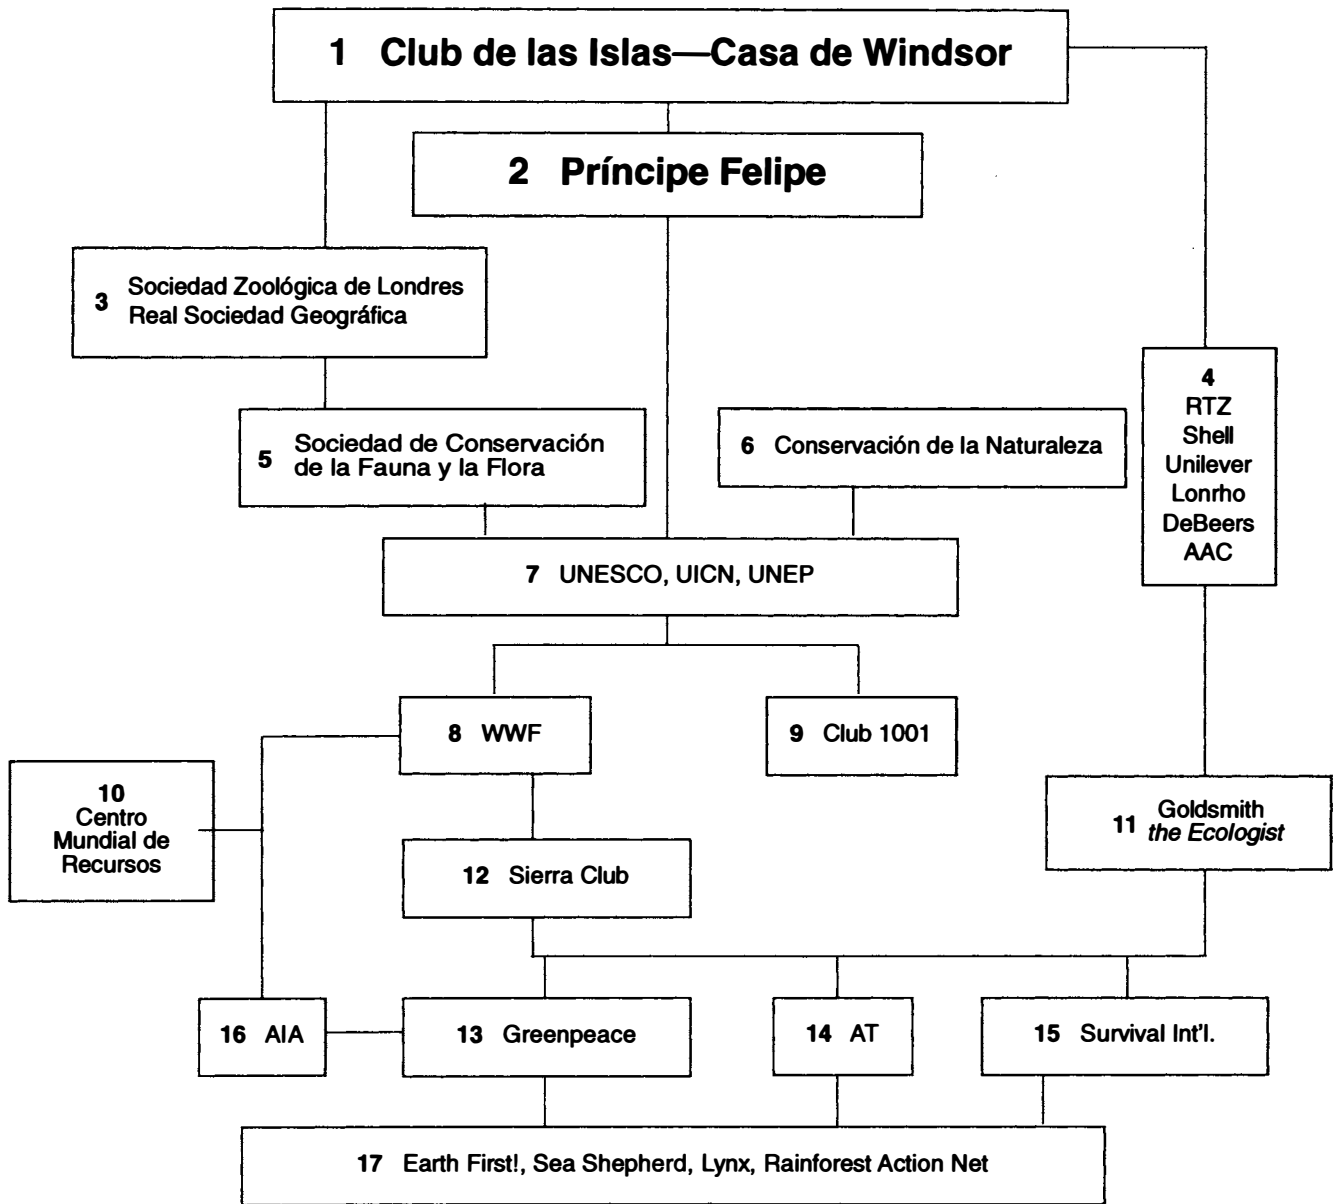 1 Club de las Islas—Casa de Windsor
2 Príncipe Felipe
3 Sociedad Zoológica de Londres
Real Sociedad Geográfica
4
RTZ
Shell
Unilever
Lonrho
DeBeers
AAC
5 Sociedad de Conservación
de la Fauna y la Flora
6 Conservación de la Naturaleza
7 UNESCO, UICN, UNEP
8 WWF
9 Club 1001
10
Centro
Mundial de
Recursos
11 Goldsmith
the Ecologist
12 Sierra Club
16 AIA
13 Greenpeace
14 AT
15 Survival Int'l.
17 Earth First!, Sea Shepherd, Lynx, Rainforest Action Net